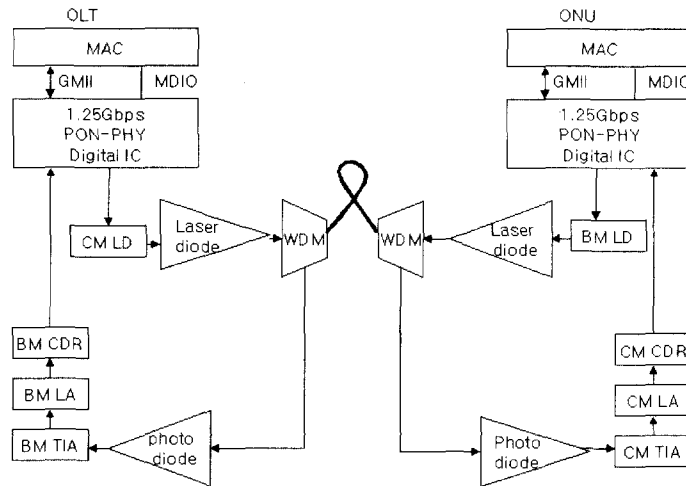 OLT
MAC
GMII
MDIO
1.25Gbps
PON-PHY
Digital IC
CM LD
Laser
diode
WDM
BM CDR
BM LA
BM TIA
photo
diode
ONU
MAC
GMII
MDIO
1.25Gbps
PON-PHY
Digital IC
WDM
Laser
diode
BM LD
CM CDR
CM LA
CM TIA
Photo
diode